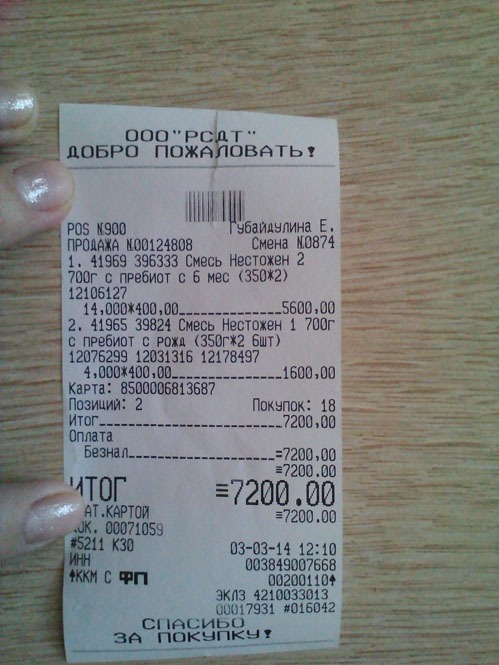 ООО"РСДТ"
ДОБРО ПОЖАЛОВАТЬ!
POS N900 Губайдулина Е.
ПРОДАЖА N00124808 Смена N0874
1. 41969 396333 Смесь Нестожен 2
700г с пребиот с 6 мес (350*2)
12106127
14,000*400,00 5600,00
2. 41965 39824 Смесь Нестожен 1 700г
с пребиот с рожд (350г*2 6шт)
12076299 12031316 12178497
4,000*400,00 1600,00
Карта: 8500006813687
Позиций: 2 Покупок: 18
Итог 7200,00
Оплата
Безнал =7200,00
≡7200.00
ИТОГ ≡7200.00
АТ.КАРТОЙ ≡7200.00
ОК. 00071059
#5211 К30 03-03-14 12:10
ИНН 003849007668
ККМ С ФП 00200110
ЭКЛЗ 4210033013
00017931 #016042
СПАСИБО
ЗА ПОКУПКУ!